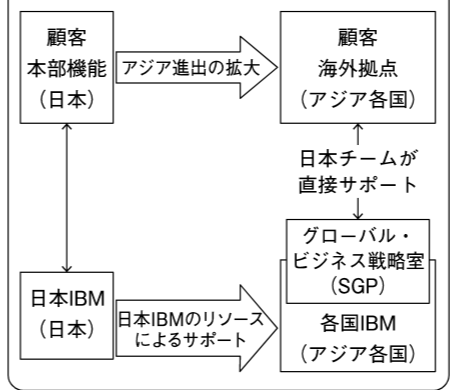 顧客
本部機能
（日本）
アジア進出の拡大
顧客
海外拠点
（アジア各国）
日本チームが
直接サポート
グローバル・
ビジネス戦略室
（SGP）
日本IBM
（日本）
日本IBMのリソース
によるサポート
各国IBM
（アジア各国）